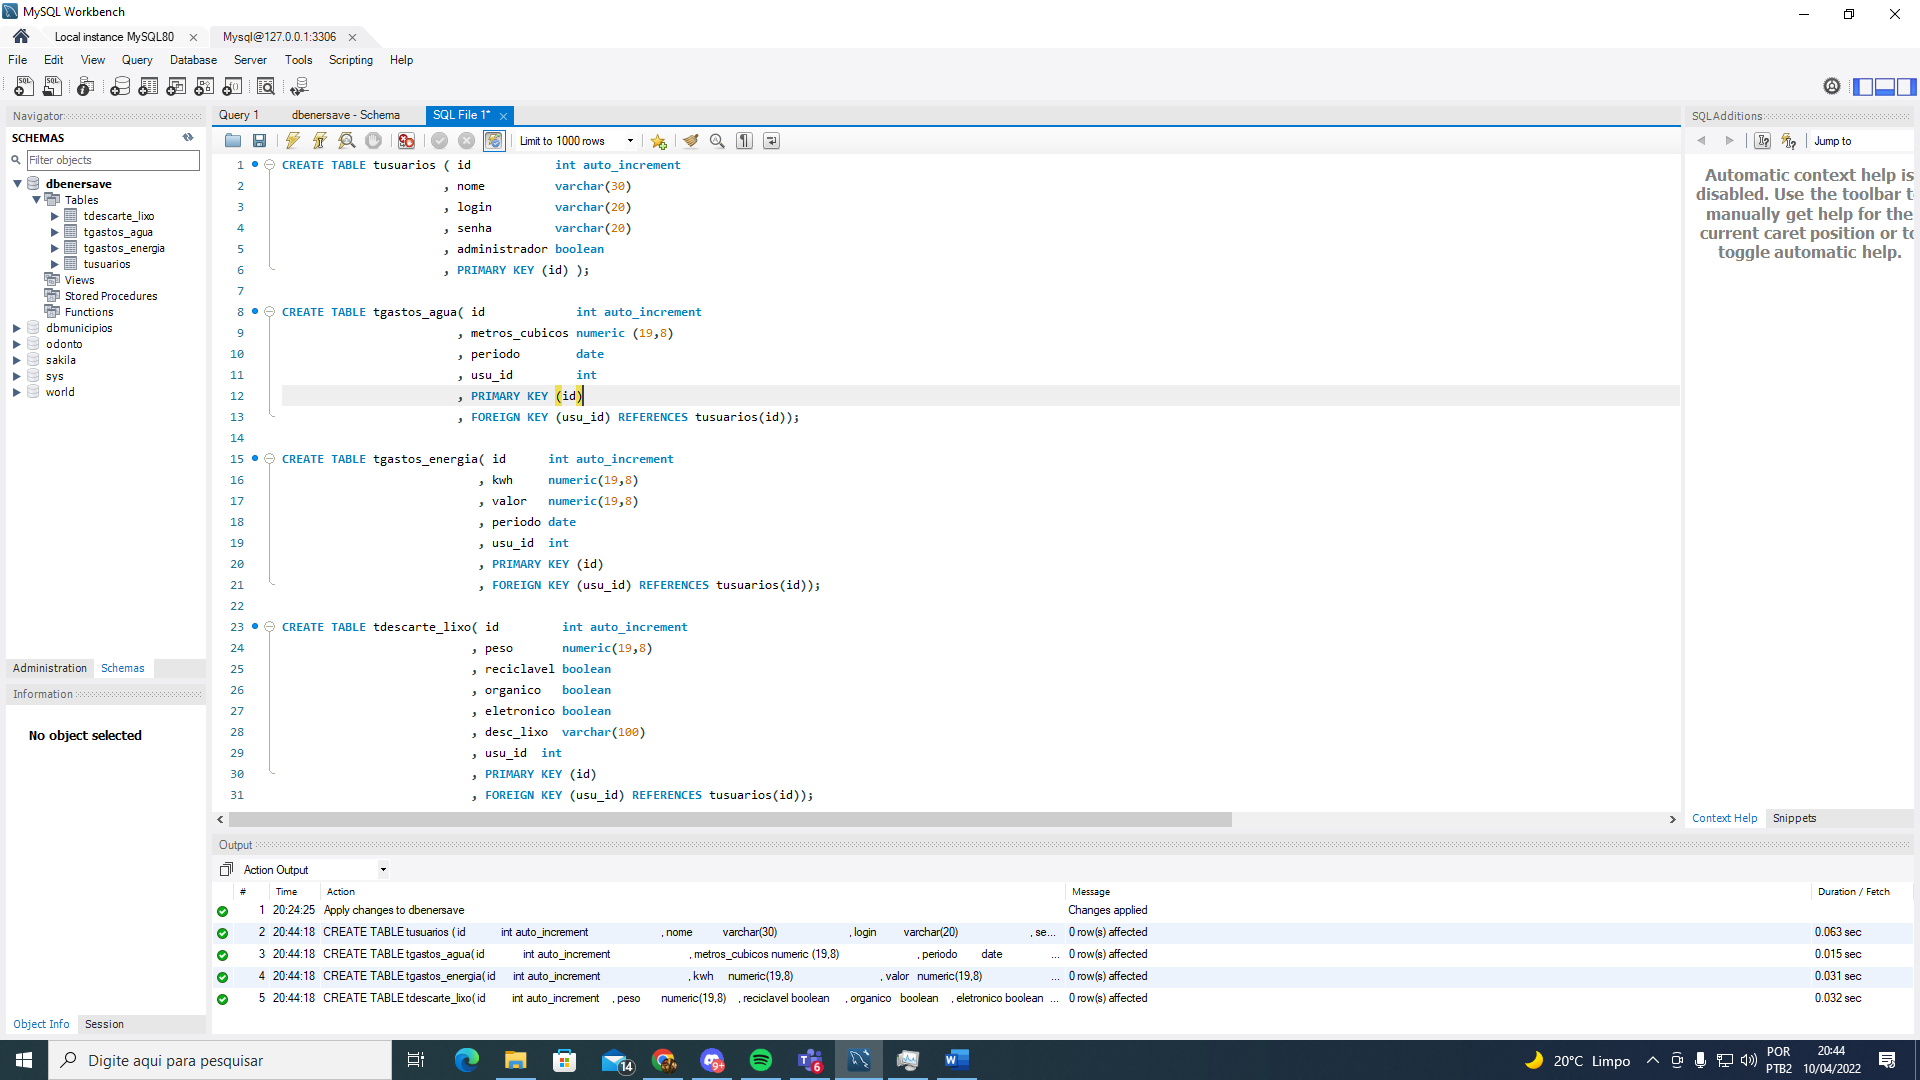 MySQL Workbench
Local instance MySQL80
Mysql@127.0.0.1:3306
File Edit View Query Database Server Tools Scripting Help
Navigator
SCHEMAS
Filter objects
dbenersave
Tables
tdescarte_lixo
tgastos_agua
tgastos_energia
tusuarios
Views
Stored Procedures
Functions
dbmunicipios
odonto
sakila
sys
world
Administration Schemas
Information
No object selected
Object Info Session
Query 1 dbenersave - Schema SQL File 1*
Limit to 1000 rows
1 CREATE TABLE tusuarios ( id int auto_increment
2 , nome varchar(30)
3 , login varchar(20)
4 , senha varchar(20)
5 , administrador boolean
6 , PRIMARY KEY (id) );
7
8 CREATE TABLE tgastos_agua( id int auto_increment
9 , metros_cubicos numeric (19,8)
10 , periodo date
11 , usu_id int
12 , PRIMARY KEY (id)
13 , FOREIGN KEY (usu_id) REFERENCES tusuarios(id));
14
15 CREATE TABLE tgastos_energia( id int auto_increment
16 , kwh numeric(19,8)
17 , valor numeric(19,8)
18 , periodo date
19 , usu_id int
20 , PRIMARY KEY (id)
21 , FOREIGN KEY (usu_id) REFERENCES tusuarios(id));
22
23 CREATE TABLE tdescarte_lixo( id int auto_increment
24 , peso numeric(19,8)
25 , reciclavel boolean
26 , organico boolean
27 , eletronico boolean
28 , desc_lixo varchar(100)
29 , usu_id int
30 , PRIMARY KEY (id)
31 , FOREIGN KEY (usu_id) REFERENCES tusuarios(id));
SQLAdditions
Jump to
Automatic context help is
disabled. Use the toolbar t
manually get help for the
current caret position or to
toggle automatic help.
Context Help Snippets
Output
Action Output
# Time Action Message Duration / Fetch
1 20:24:25 Apply changes to dbenersave Changes applied
2 20:44:18 CREATE TABLE tusuarios ( id int auto_increment , nome varchar(30) , login varchar(20) , se... 0 row(s) affected 0.063 sec
3 20:44:18 CREATE TABLE tgastos_agua( id int auto_increment , metros_cubicos numeric (19,8) , periodo date ... 0 row(s) affected 0.015 sec
4 20:44:18 CREATE TABLE tgastos_energia( id int auto_increment , kwh numeric(19,8) , valor numeric(19,8) ... 0 row(s) affected 0.031 sec
5 20:44:18 CREATE TABLE tdescarte_lixo( id int auto_increment , peso numeric(19,8) , reciclavel boolean , organico boolean , eletronico boolean ... 0 row(s) affected 0.032 sec
Digite aqui para pesquisar
14
9+
6
20°C Limpo
POR
PTB2
20:44
10/04/2022